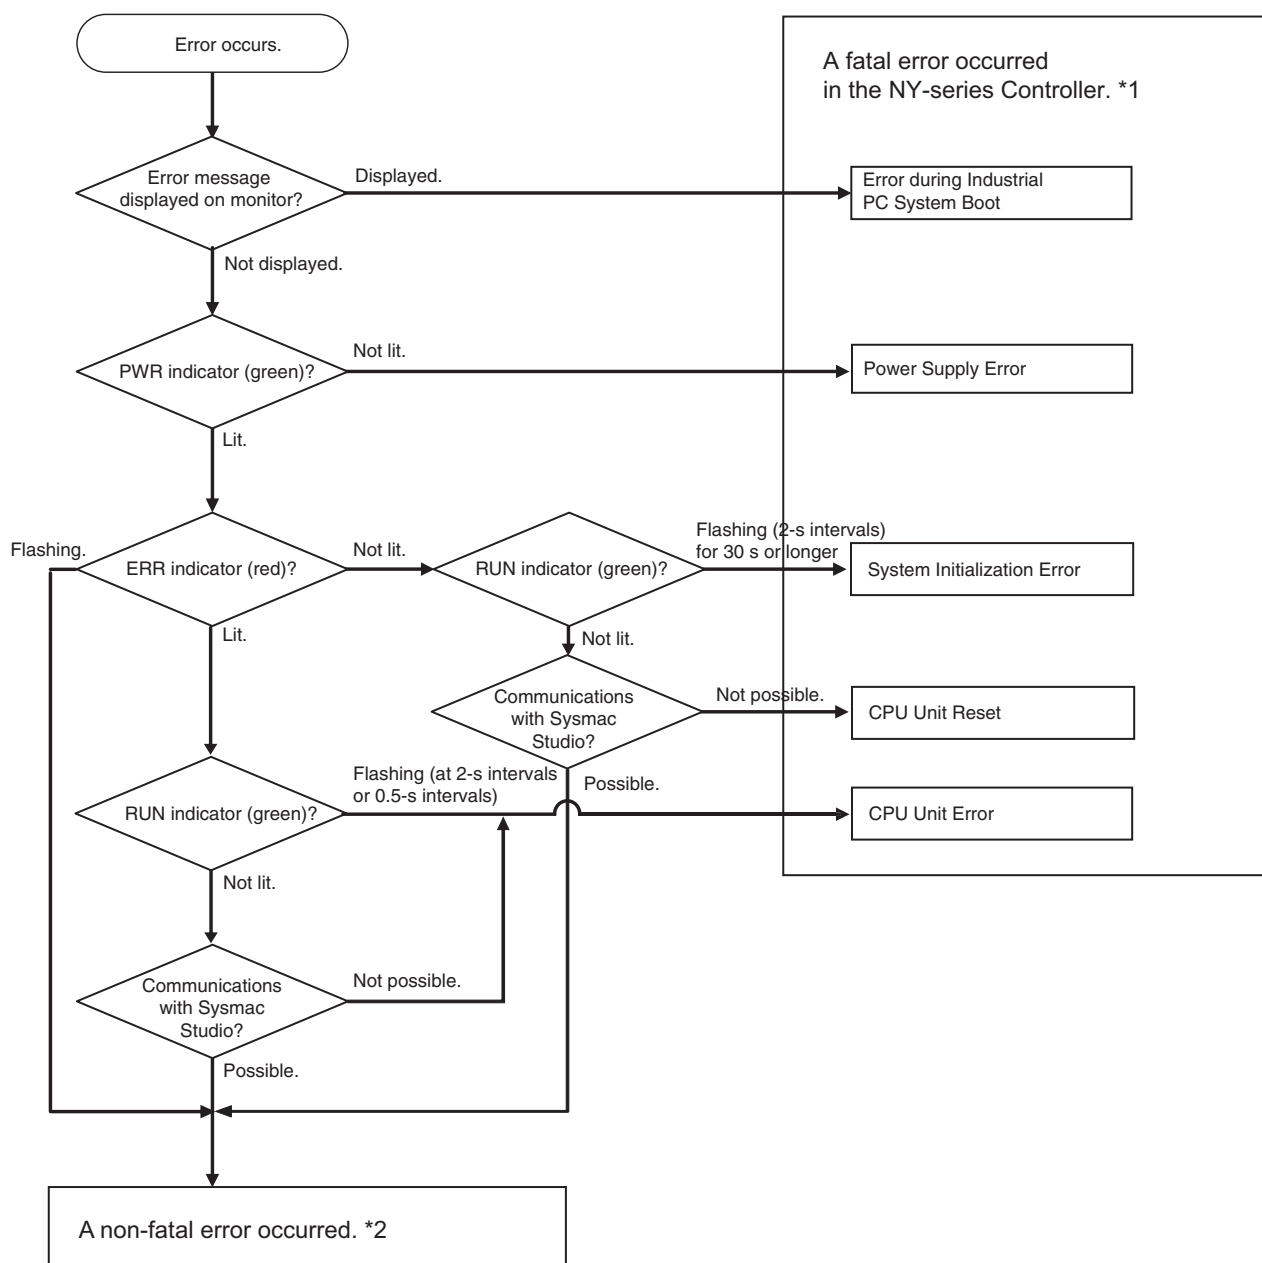 Error occurs.
A fatal error occurred
in the NY-series Controller. *1
Error message
displayed on monitor?
Displayed.
Error during Industrial
PC System Boot
Not displayed.
PWR indicator (green)?
Not lit.
Power Supply Error
Lit.
Flashing.
ERR indicator (red)?
Not lit.
RUN indicator (green)?
Flashing (2-s intervals)
for 30 s or longer
System Initialization Error
Lit.
Not lit.
Communications
with Sysmac
Studio?
Not possible.
CPU Unit Reset
Possible.
RUN indicator (green)?
Flashing (at 2-s intervals
or 0.5-s intervals)
CPU Unit Error
Not lit.
Communications
with Sysmac
Studio?
Not possible.
Possible.
A non-fatal error occurred. *2